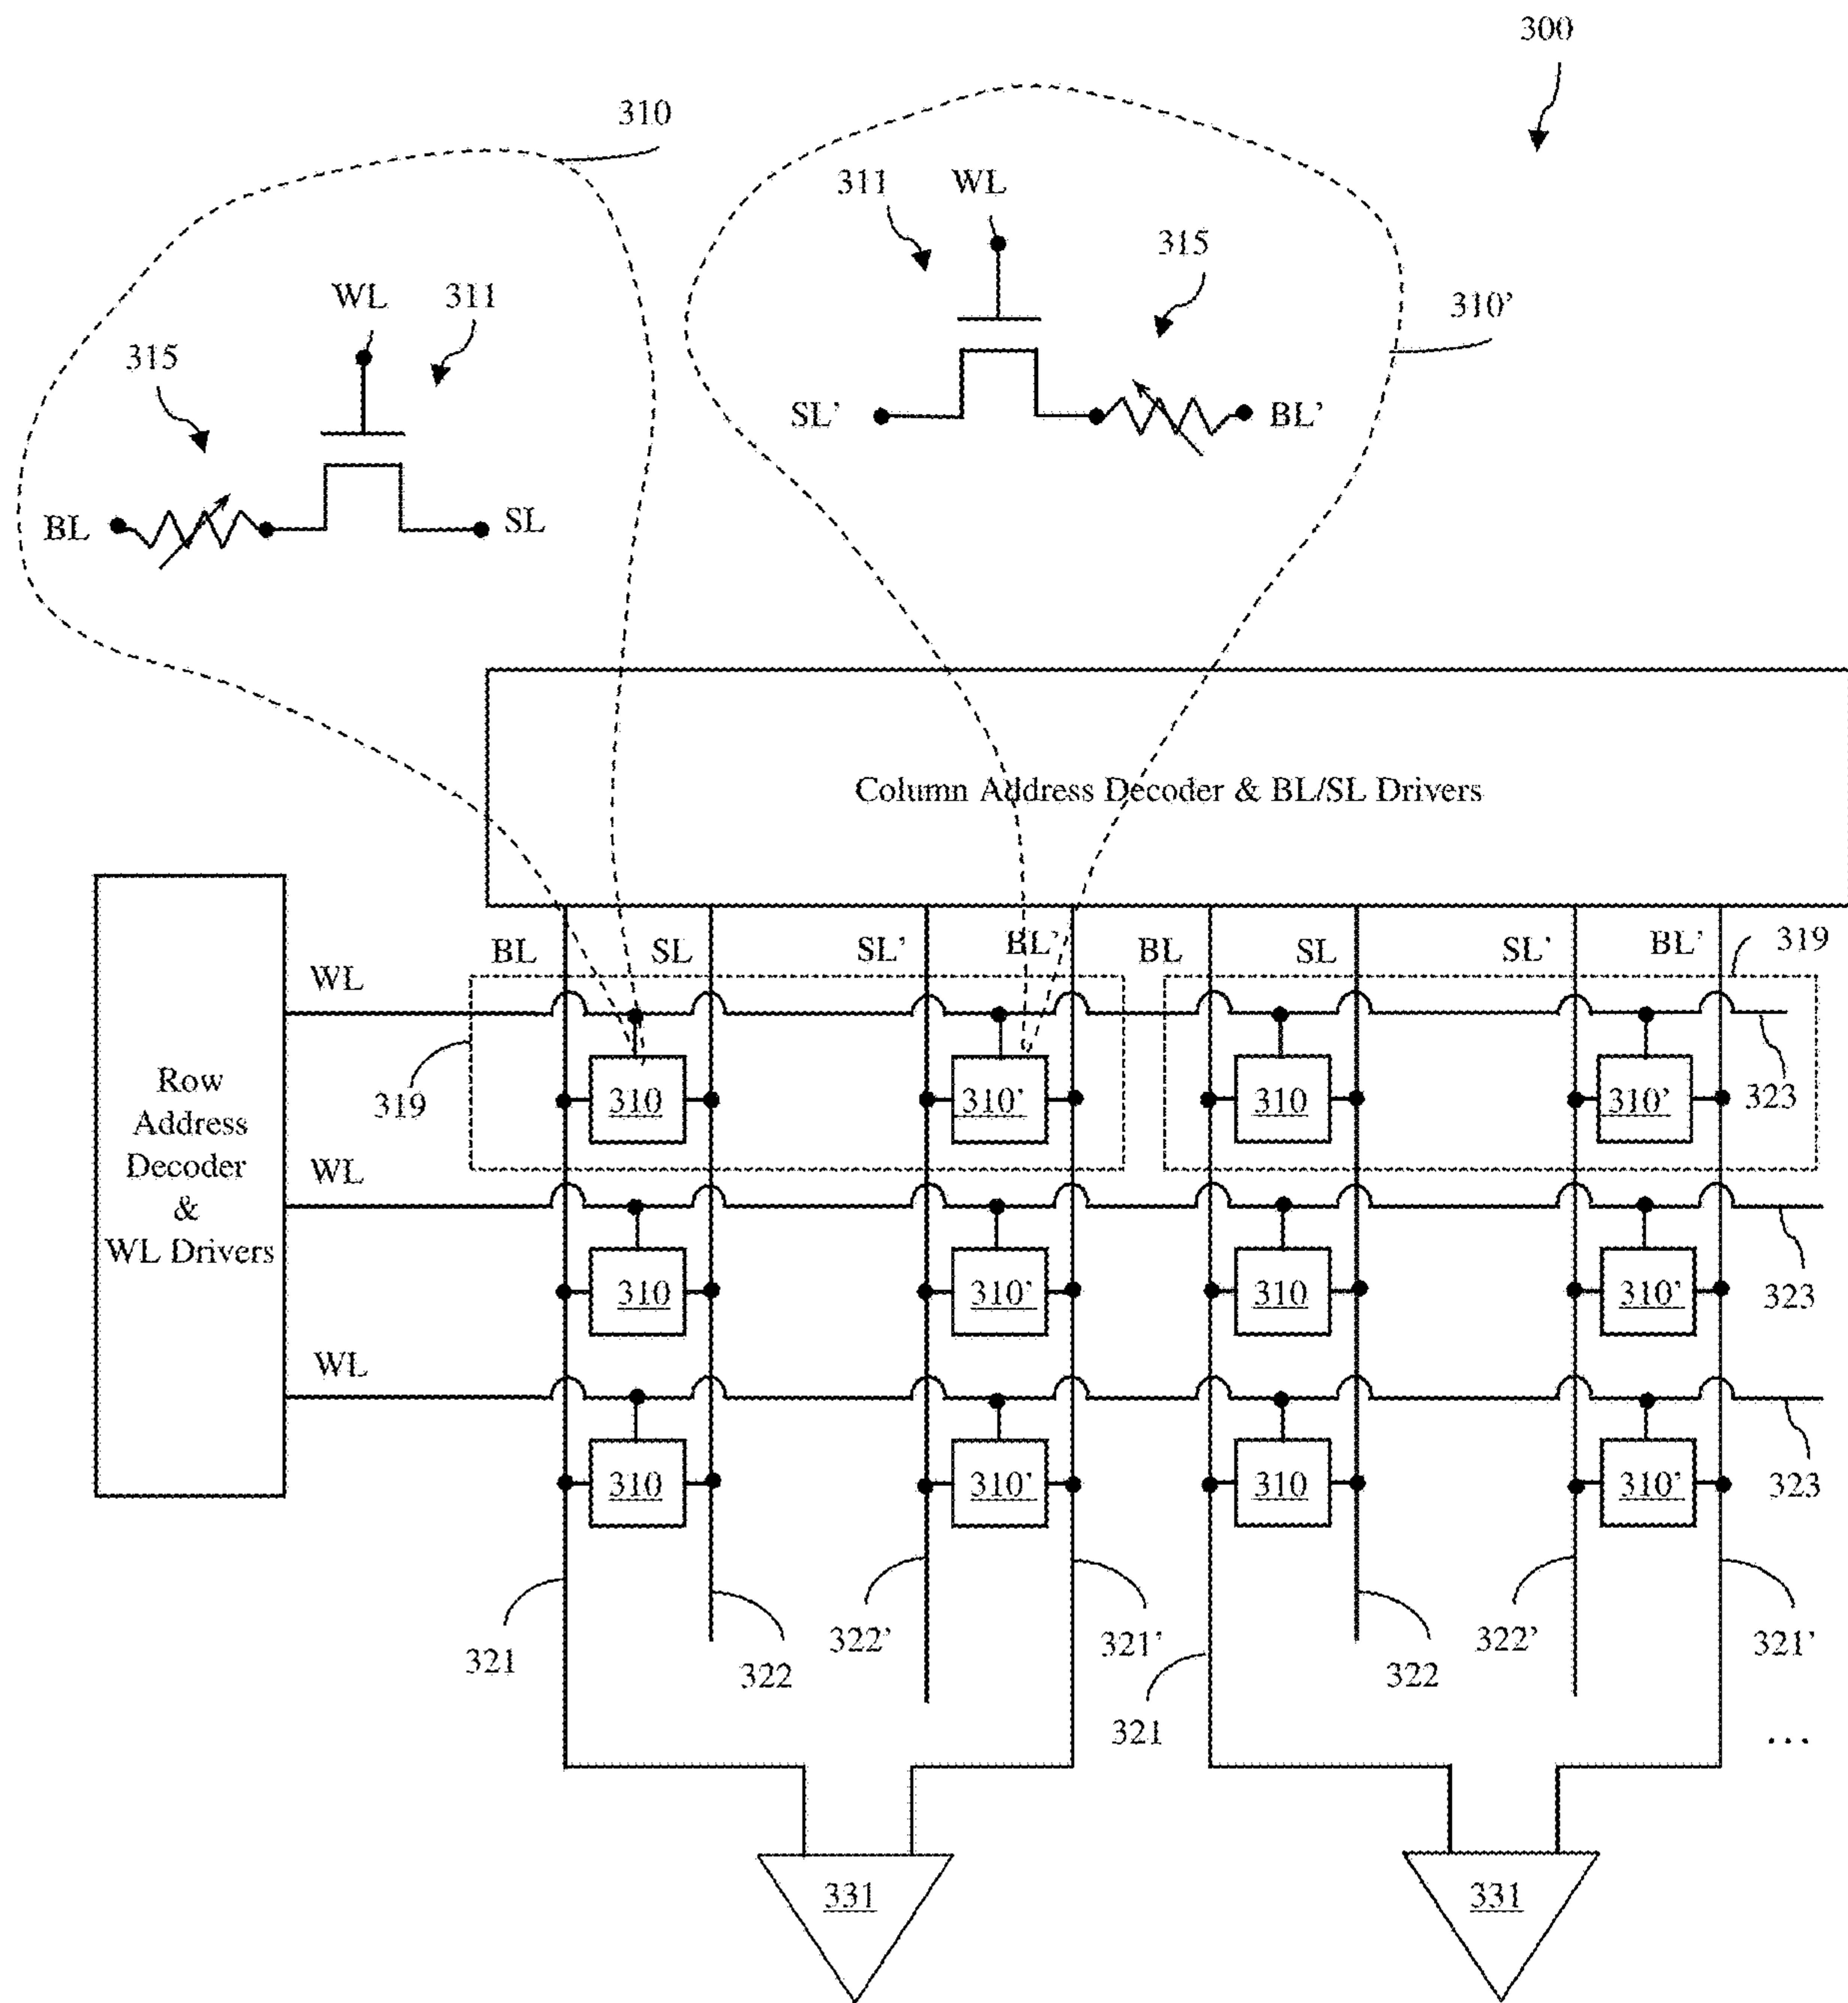 300
310
311 WL
315
310'
WL 311
315
SL' BL'
BL SL
Column Address Decoder & BL/SL Drivers
BL SL SL' BL' BL SL SL' BL' 319
WL
Row
Address
Decoder
&
WL Drivers
319 310 310' 310 310' 323
WL
310 310' 310 310' 323
WL
310 310' 310 310' 323
321 322 322' 321' 321 322 322' 321'
...
331 331